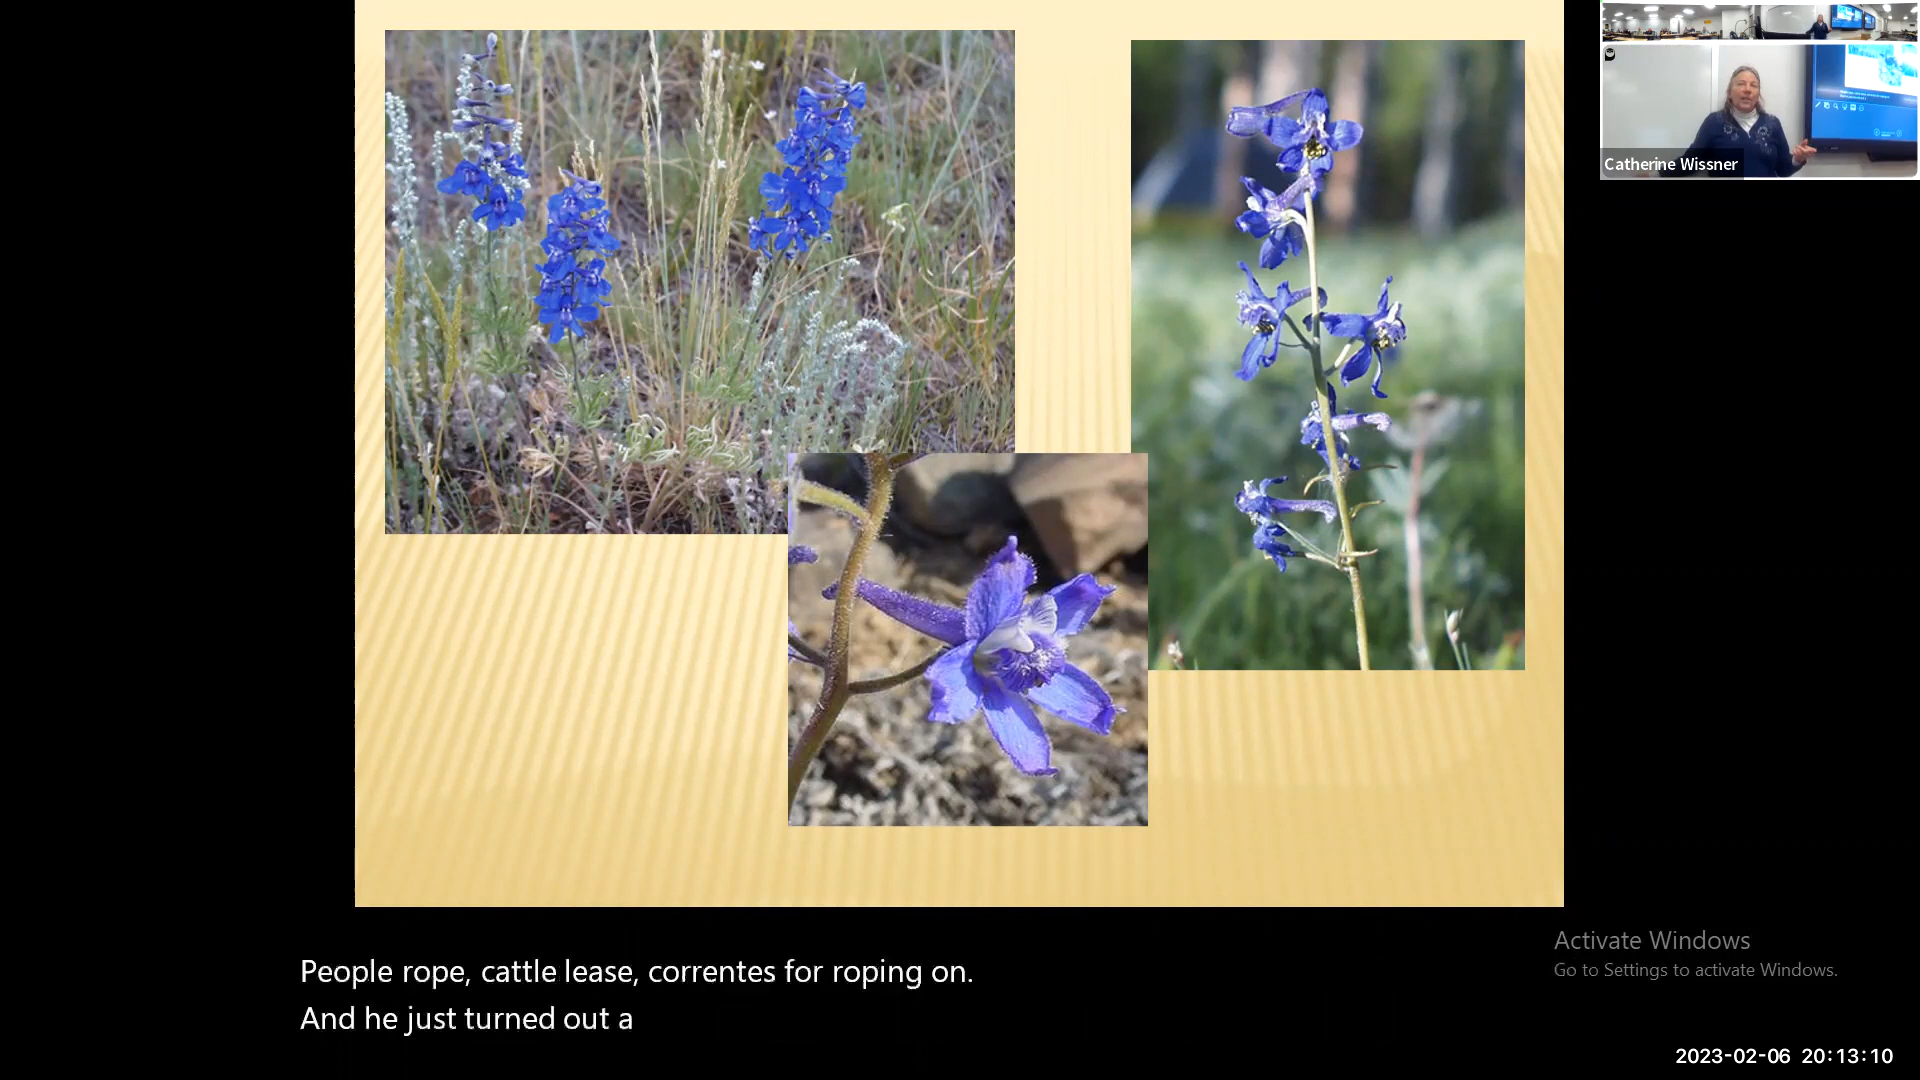 Catherine Wissner
People rope, cattle lease, correntes for roping on.
And he just turned out a
Activate Windows
Go to Settings to activate Windows.
2023-02-06 20:13:10